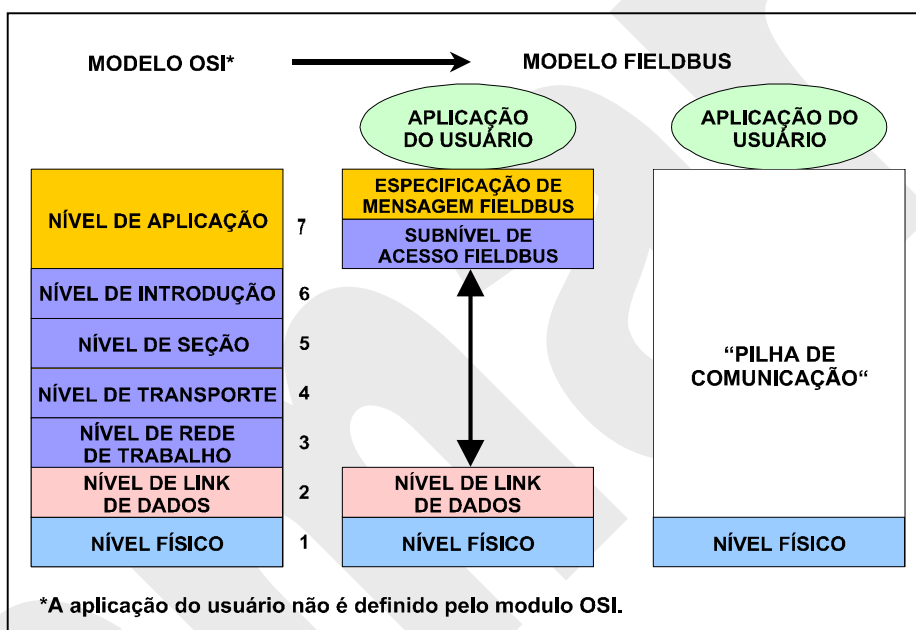 MODELO OSI*
MODELO FIELDBUS
APLICAÇÃO
DO USUÁRIO
APLICAÇÃO DO
USUÁRIO
NÍVEL DE APLICAÇÃO
7
ESPECIFICAÇÃO DE
MENSAGEM FIELDBUS
SUBNÍVEL DE
ACESSO FIELDBUS
NÍVEL DE INTRODUÇÃO
6
NÍVEL DE SEÇÃO
5
NÍVEL DE TRANSPORTE
4
NÍVEL DE REDE
DE TRABALHO
3
"PILHA DE
COMUNICAÇÃO“
NÍVEL DE LINK
DE DADOS
2
NÍVEL DE LINK
DE DADOS
NÍVEL FÍSICO
1
NÍVEL FÍSICO
NÍVEL FÍSICO
*A aplicação do usuário não é definido pelo modulo OSI.